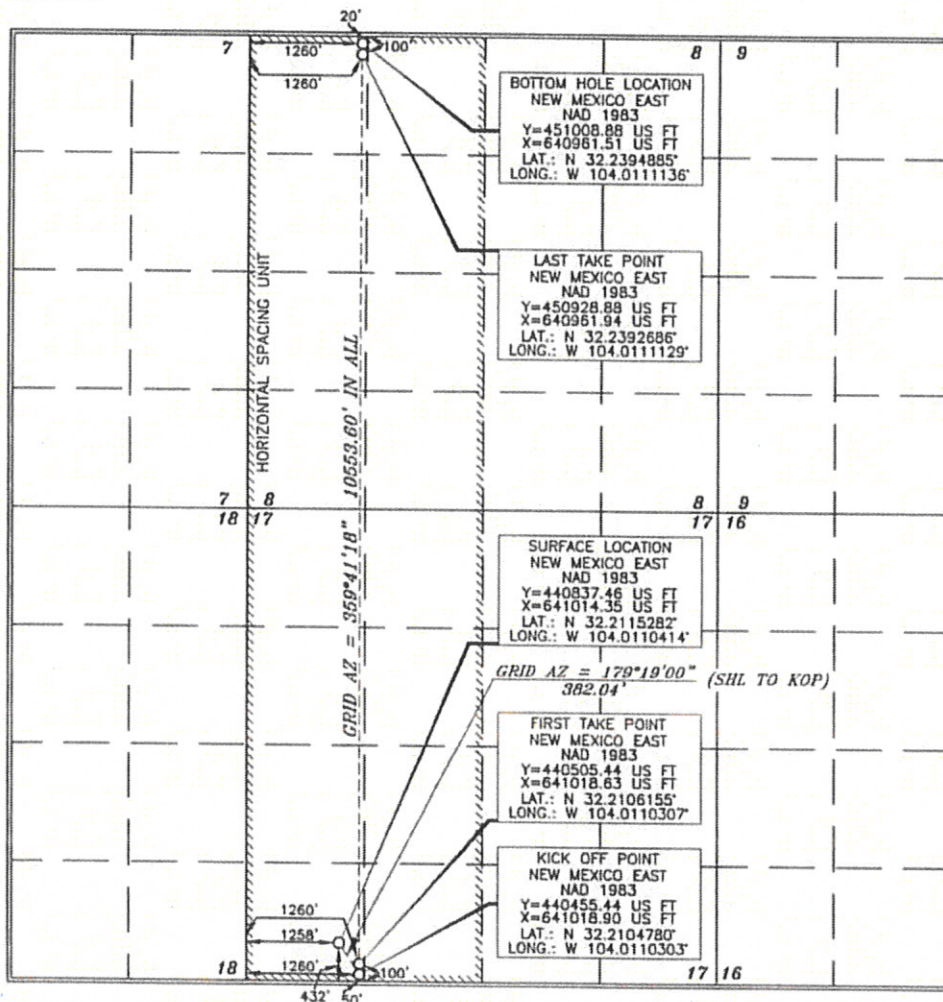 20'
7
1260'
100'
8
9
1260'
BOTTOM HOLE LOCATION
NEW MEXICO EAST
NAD 1983
Y=451008.88 US FT
X=640961.51 US FT
LAT.: N 32.2394885°
LONG.: W 104.0111136°
LAST TAKE POINT
NEW MEXICO EAST
NAD 1983
Y=450928.88 US FT
X=640961.94 US FT
LAT.: N 32.2392686°
LONG.: W 104.0111129°
HORIZONTAL SPACING UNIT
GRID AZ = 359°41'18" 10553.60' IN ALL
7
8
8
9
18
17
17
16
SURFACE LOCATION
NEW MEXICO EAST
NAD 1983
Y=440837.46 US FT
X=641014.35 US FT
LAT.: N 32.2115282°
LONG.: W 104.0110414°
GRID AZ = 179°19'00" (SHL TO KOP)
382.04'
FIRST TAKE POINT
NEW MEXICO EAST
NAD 1983
Y=440505.44 US FT
X=641018.63 US FT
LAT.: N 32.2106155°
LONG.: W 104.0110307°
KICK OFF POINT
NEW MEXICO EAST
NAD 1983
Y=440455.44 US FT
X=641018.90 US FT
LAT.: N 32.2104780°
LONG.: W 104.0110303°
1260'
1258'
18
1260'
100'
17
16
432'
50'